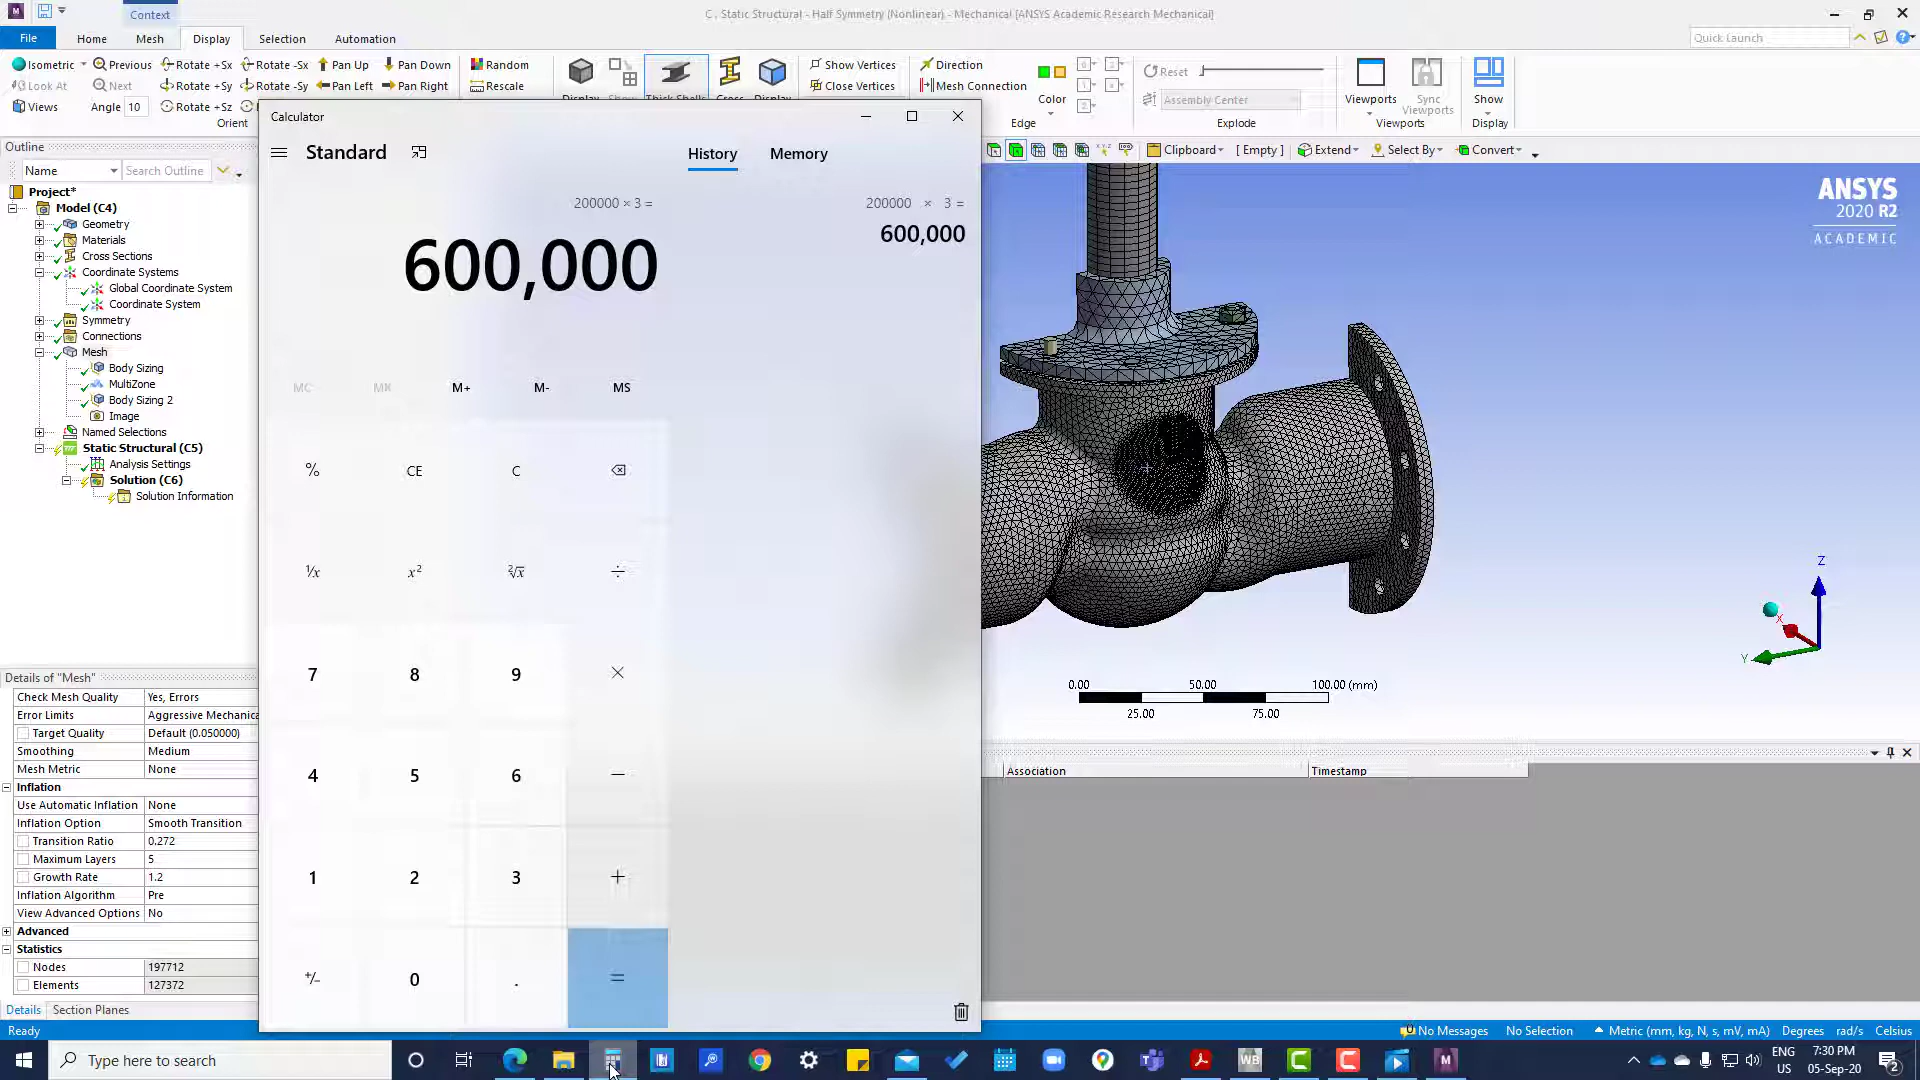 Context
C : Static Structural - Half Symmetry (Nonlinear) - Mechanical [ANSYS Academic Research Mechanical]
File Home Mesh Display Selection Automation
Quick Launch
Isometric Previous Rotate +Sx Rotate -Sx Pan Up Pan Down Random Show Vertices Direction Reset
Look At Next Rotate +Sy Rotate -Sy Pan Left Pan Right Rescale Close Vertices Mesh Connection
Views Angle 10 Rotate +Sz Color Assembly Center Viewports Sync Viewports Show
Orient Edge Explode Viewports Display
Outline
Name Search Outline
Clipboard [ Empty ] Extend Select By Convert
Project*
Model (C4)
Geometry
Materials
Cross Sections
Coordinate Systems
Global Coordinate System
Coordinate System
Symmetry
Connections
Mesh
Body Sizing
MultiZone
Body Sizing 2
Image
Named Selections
Static Structural (C5)
Analysis Settings
Solution (C6)
Solution Information
Details of "Mesh"
Check Mesh Quality Yes, Errors
Error Limits Aggressive Mechanica
Target Quality Default (0.050000)
Smoothing Medium
Mesh Metric None
Inflation
Use Automatic Inflation None
Inflation Option Smooth Transition
Transition Ratio 0.272
Maximum Layers 5
Growth Rate 1.2
Inflation Algorithm Pre
View Advanced Options No
Advanced
Statistics
Nodes 197712
Elements 127372
Details Section Planes
Calculator
Standard
History Memory
200000 × 3 =
600,000
200000 × 3 =
600,000
MC MR M+ M- MS
% CE C
1/x x² ²√x ÷
7 8 9 ×
4 5 6 −
1 2 3 +
+/- 0 . =
ANSYS
2020 R2
ACADEMIC
Z
X
Y
0.00 50.00 100.00 (mm)
25.00 75.00
Association Timestamp
Ready
No Messages No Selection Metric (mm, kg, N, s, mV, mA) Degrees rad/s Celsius
Type here to search
WB
M
ENG
US
7:30 PM
05-Sep-20
2